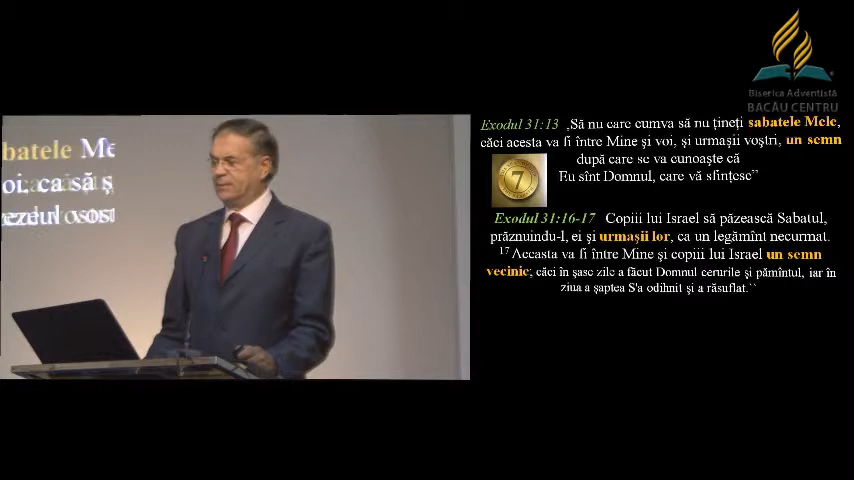 Biserica Adventistă
BACĂU CENTRU
Exodul 31:13 „Să nu care cumva să nu ţineţi sabatele Mele,
căci acesta va fi între Mine şi voi, şi urmaşii voştri, un semn
după care se va cunoaşte că
Eu sînt Domnul, care vă sfinţesc”
7
Exodul 31:16-17 Copiii lui Israel să păzească Sabatul,
prăznuindu-l, ei şi urmaşii lor, ca un legămînt necurmat.
17 Aceasta va fi între Mine şi copiii lui Israel un semn
vecinic; căci în şase zile a făcut Domnul cerurile şi pămîntul, iar în
ziua a şaptea S'a odihnit şi a răsuflat.``
batele Me
oi, ca să ş